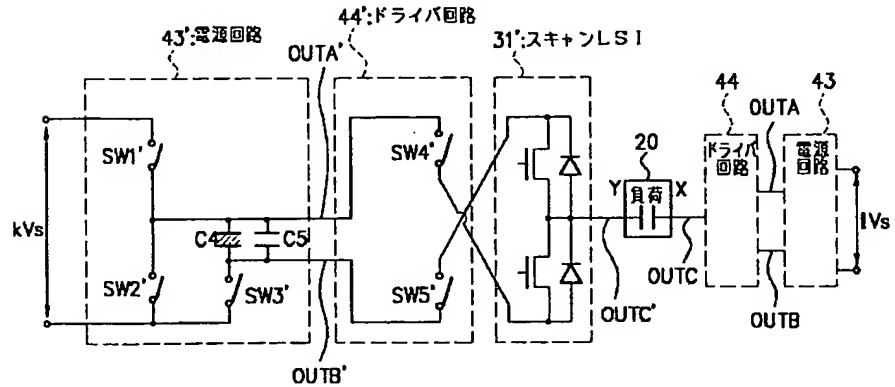 43':電源回路
44':ドライバ回路
31':スキャンLSI
OUTA'
44
OUTA
43
SW1'
SW4'
20
ドライバ
回路
電源
回路
Y
負荷
X
kVs
C4
C5
lVs
SW2'
SW3'
SW5'
OUTC'
OUTC
OUTB
OUTB'